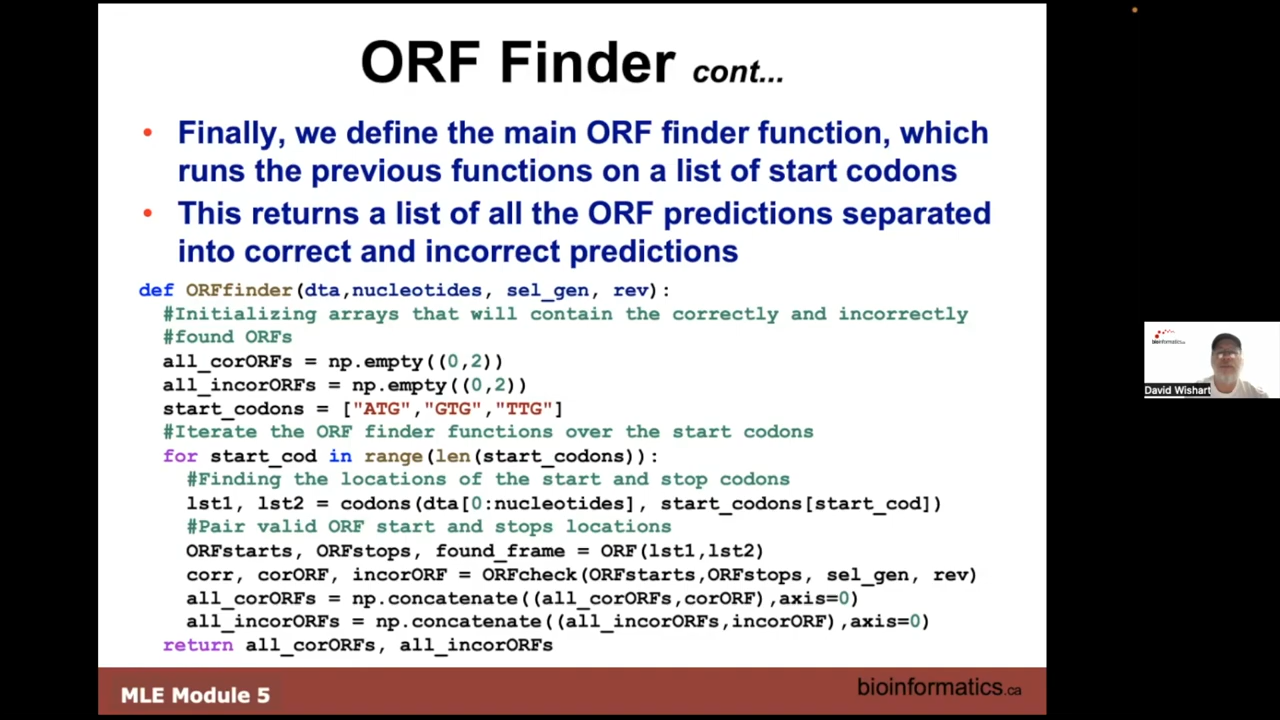 ORF Finder cont...
• Finally, we define the main ORF finder function, which
runs the previous functions on a list of start codons
• This returns a list of all the ORF predictions separated
into correct and incorrect predictions
def ORFfinder(dta,nucleotides, sel_gen, rev):
#Initializing arrays that will contain the correctly and incorrectly
#found ORFs
all_corORFs = np.empty((0,2))
all_incorORFs = np.empty((0,2))
start_codons = ["ATG","GTG","TTG"]
#Iterate the ORF finder functions over the start codons
for start_cod in range(len(start_codons)):
#Finding the locations of the start and stop codons
lst1, lst2 = codons(dta[0:nucleotides], start_codons[start_cod])
#Pair valid ORF start and stops locations
ORFstarts, ORFstops, found_frame = ORF(lst1,lst2)
corr, corORF, incorORF = ORFcheck(ORFstarts,ORFstops, sel_gen, rev)
all_corORFs = np.concatenate((all_corORFs,corORF),axis=0)
all_incorORFs = np.concatenate((all_incorORFs,incorORF),axis=0)
return all_corORFs, all_incorORFs
MLE Module 5
bioinformatics.ca
bioinformatics.ca
David Wishart